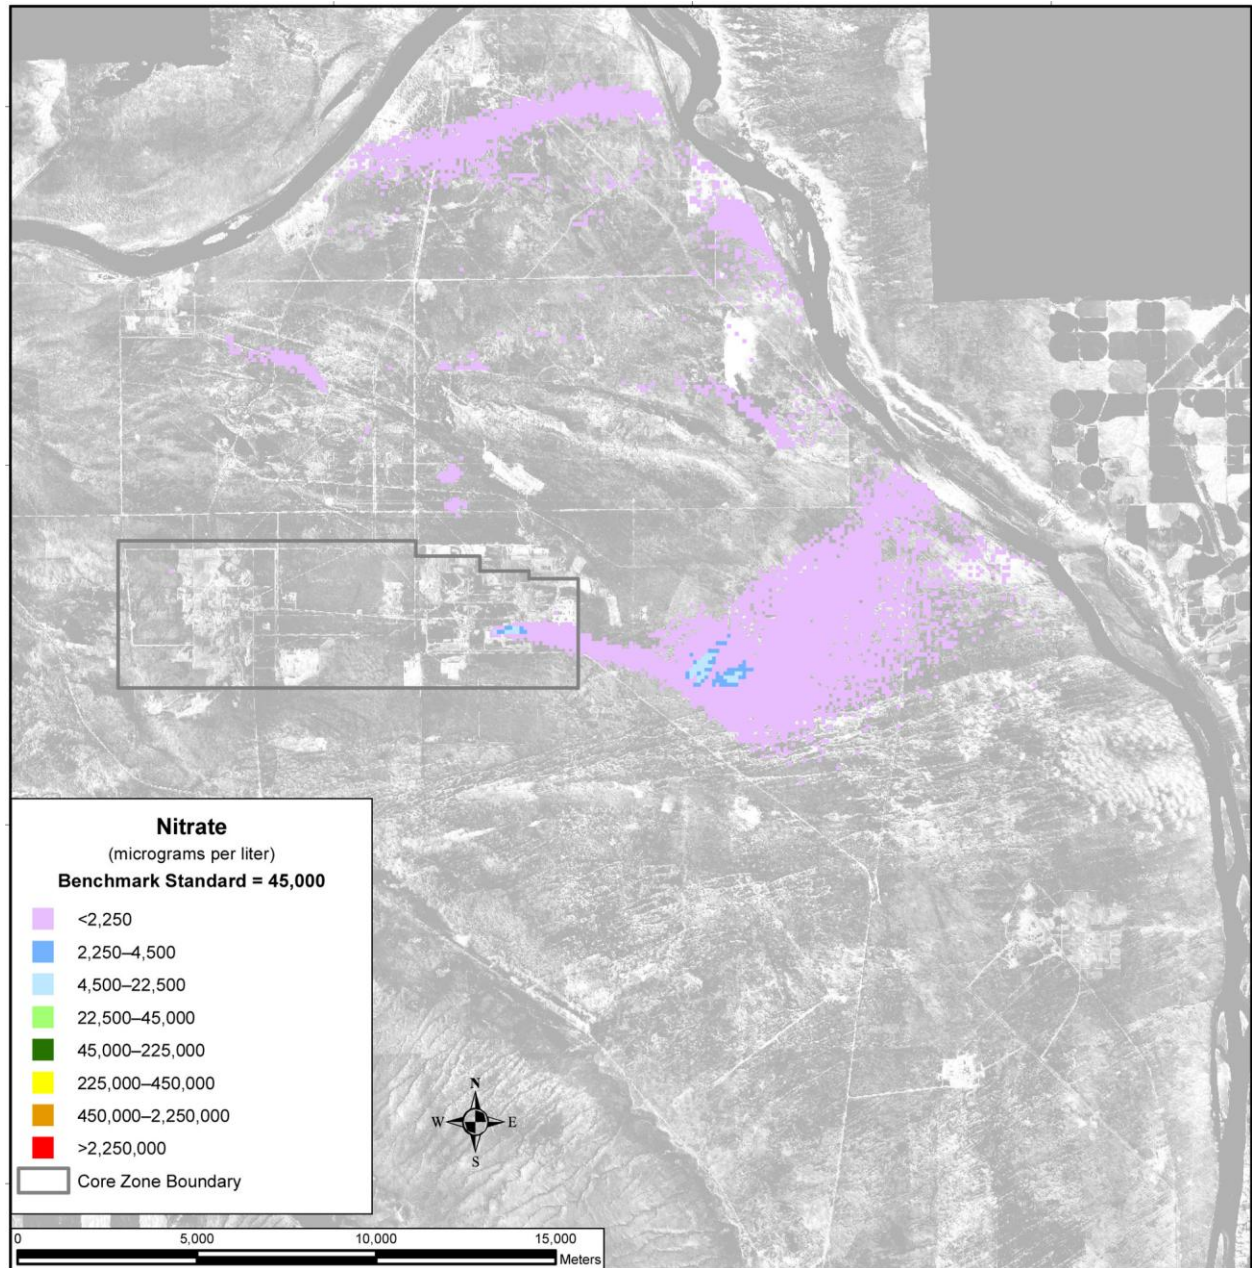 Nitrate
(micrograms per liter)
Benchmark Standard = 45,000
<2,250
2,250–4,500
4,500–22,500
22,500–45,000
45,000–225,000
225,000–450,000
450,000–2,250,000
>2,250,000
Core Zone Boundary
N
W E
S
0 5,000 10,000 15,000
Meters